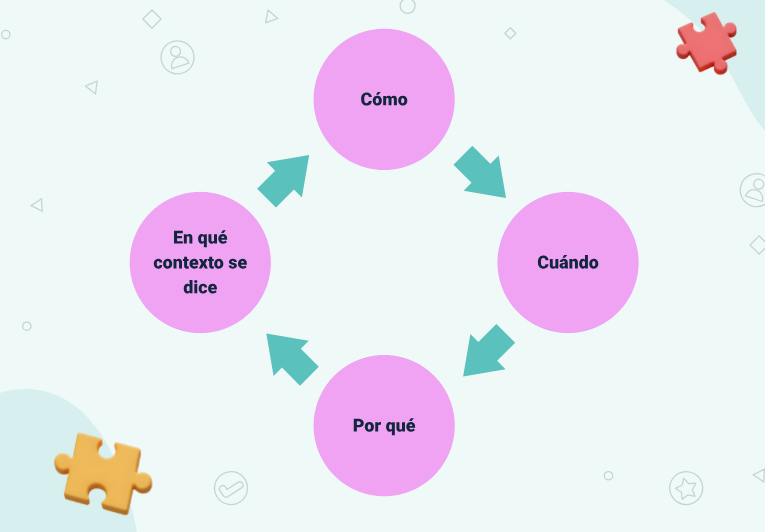 Cómo
Cuándo
Por qué
En qué
contexto se
dice